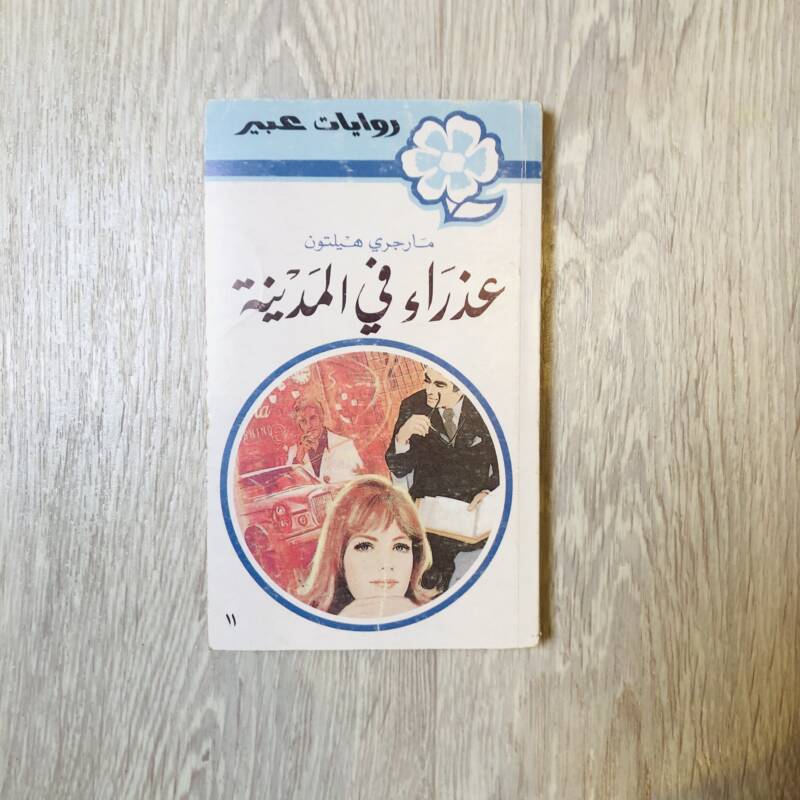 روايات عبير
مارجري هيلتون
عذراء في المدينة
١١